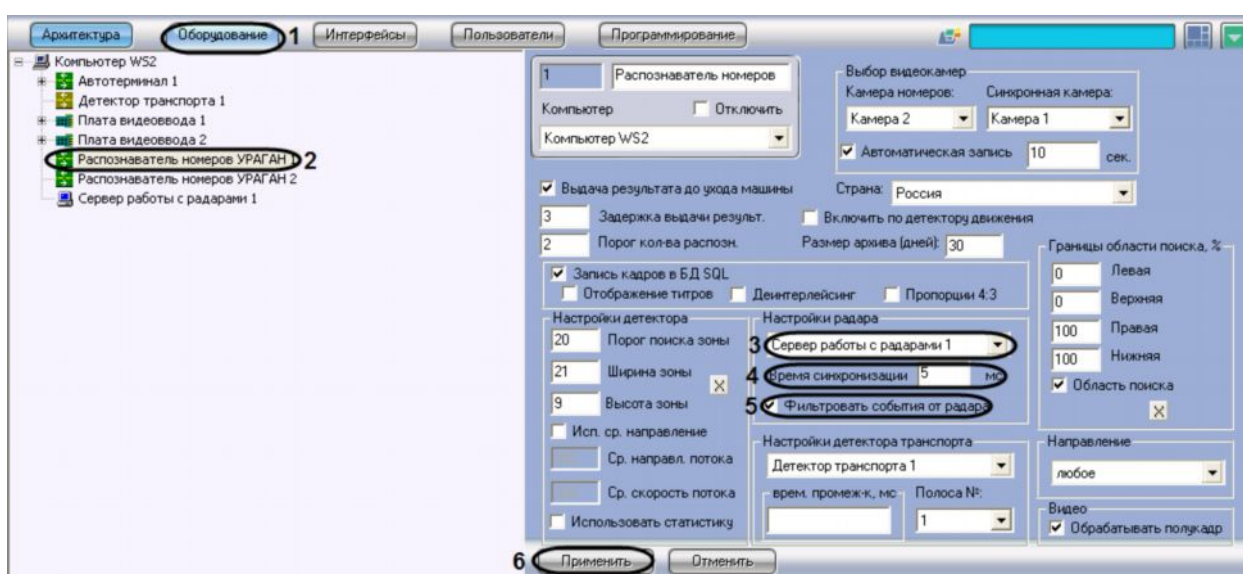 Архитектура Оборудование 1 Интерфейсы Пользователи Программирование
Компьютер WS2
Автотерминал 1
Детектор транспорта 1
Плата видеоввода 1
Плата видеоввода 2
Распознаватель номеров УРАГАН 1 2
Распознаватель номеров УРАГАН 2
Сервер работы с радарами 1
1 Распознаватель номеров
Компьютер Отключить
Компьютер WS2
Выбор видеокамер
Камера номеров: Синхронная камера:
Камера 2 Камера 1
Автоматическая запись 10 сек.
Выдача результата до ухода машины Страна: Россия
3 Задержка выдачи результ. Включить по детектору движения
2 Порог кол-ва распозн. Размер архива (дней): 30
Запись кадров в БД SQL
Отображение титров Деинтерлейсинг Пропорции 4:3
Границы области поиска, %
0 Левая
0 Верхняя
100 Правая
100 Нижняя
Область поиска
X
Настройки детектора
20 Порог поиска зоны
21 Ширина зоны
X
9 Высота зоны
Исп. ср. направление
Ср. направл. потока
Ср. скорость потока
Использовать статистику
Настройки радара
3 Сервер работы с радарами 1
4 Время синхронизации 5 мс
5 Фильтровать события от радара
Настройки детектора транспорта
Детектор транспорта 1
врем. промеж-к, мс Полоса №:
1
Направление
любое
Видео
Обрабатывать полукадр
6 Применить Отменить